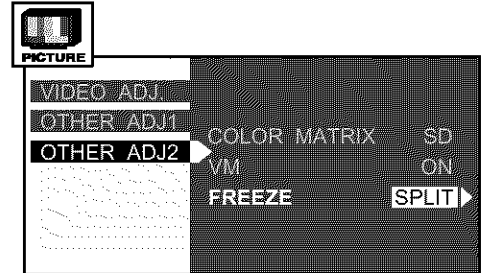 PICTURE
VIDEO ADJ.
OTHER ADJ1
OTHER ADJ2
COLOR MATRIX SD
VM ON
FREEZE SPLIT